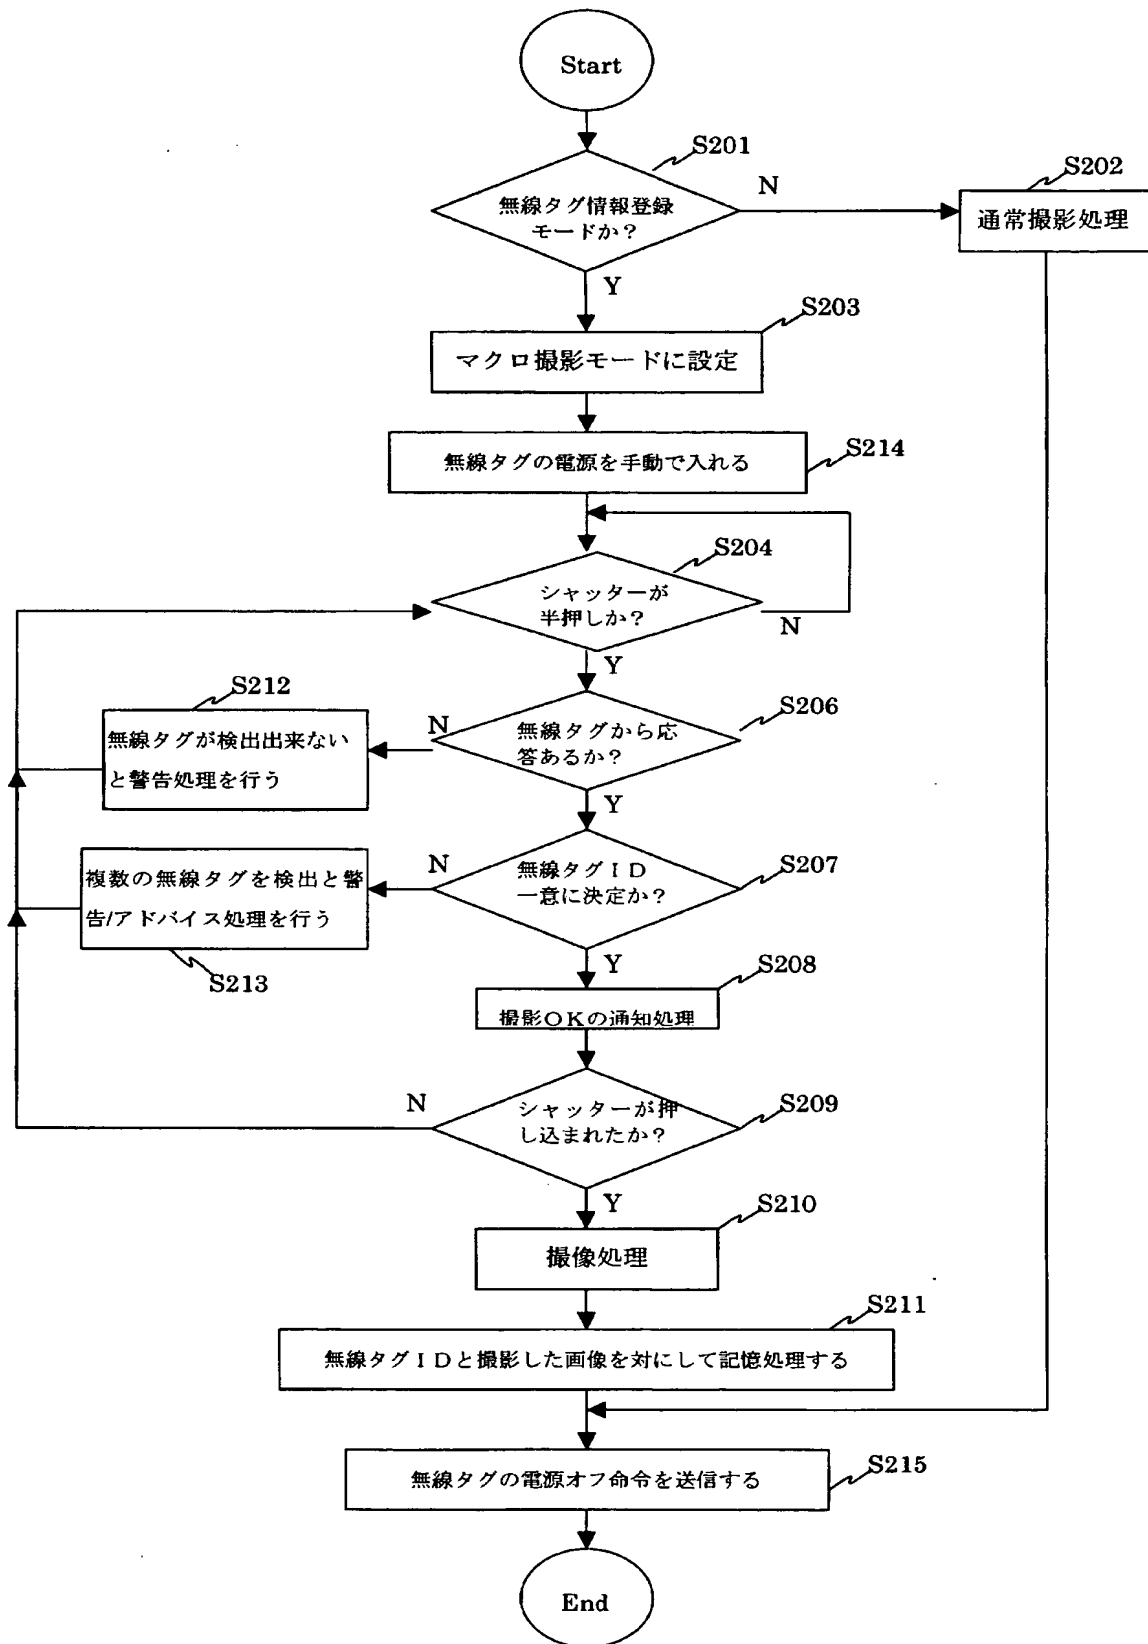 Start
S201
無線タグ情報登録
モードか？
N
S202
通常撮影処理
Y
S203
マクロ撮影モードに設定
無線タグの電源を手動で入れる
S214
S204
シャッターが
半押しか？
N
Y
S212
無線タグが検出出来ない
と警告処理を行う
N
無線タグから応
答あるか？
S206
Y
複数の無線タグを検出と警
告/アドバイス処理を行う
S213
N
無線タグＩＤ
一意に決定か？
S207
Y
S208
撮影ＯＫの通知処理
N
シャッターが押
し込まれたか？
S209
Y
S210
撮像処理
S211
無線タグＩＤと撮影した画像を対にして記憶処理する
無線タグの電源オフ命令を送信する
S215
End